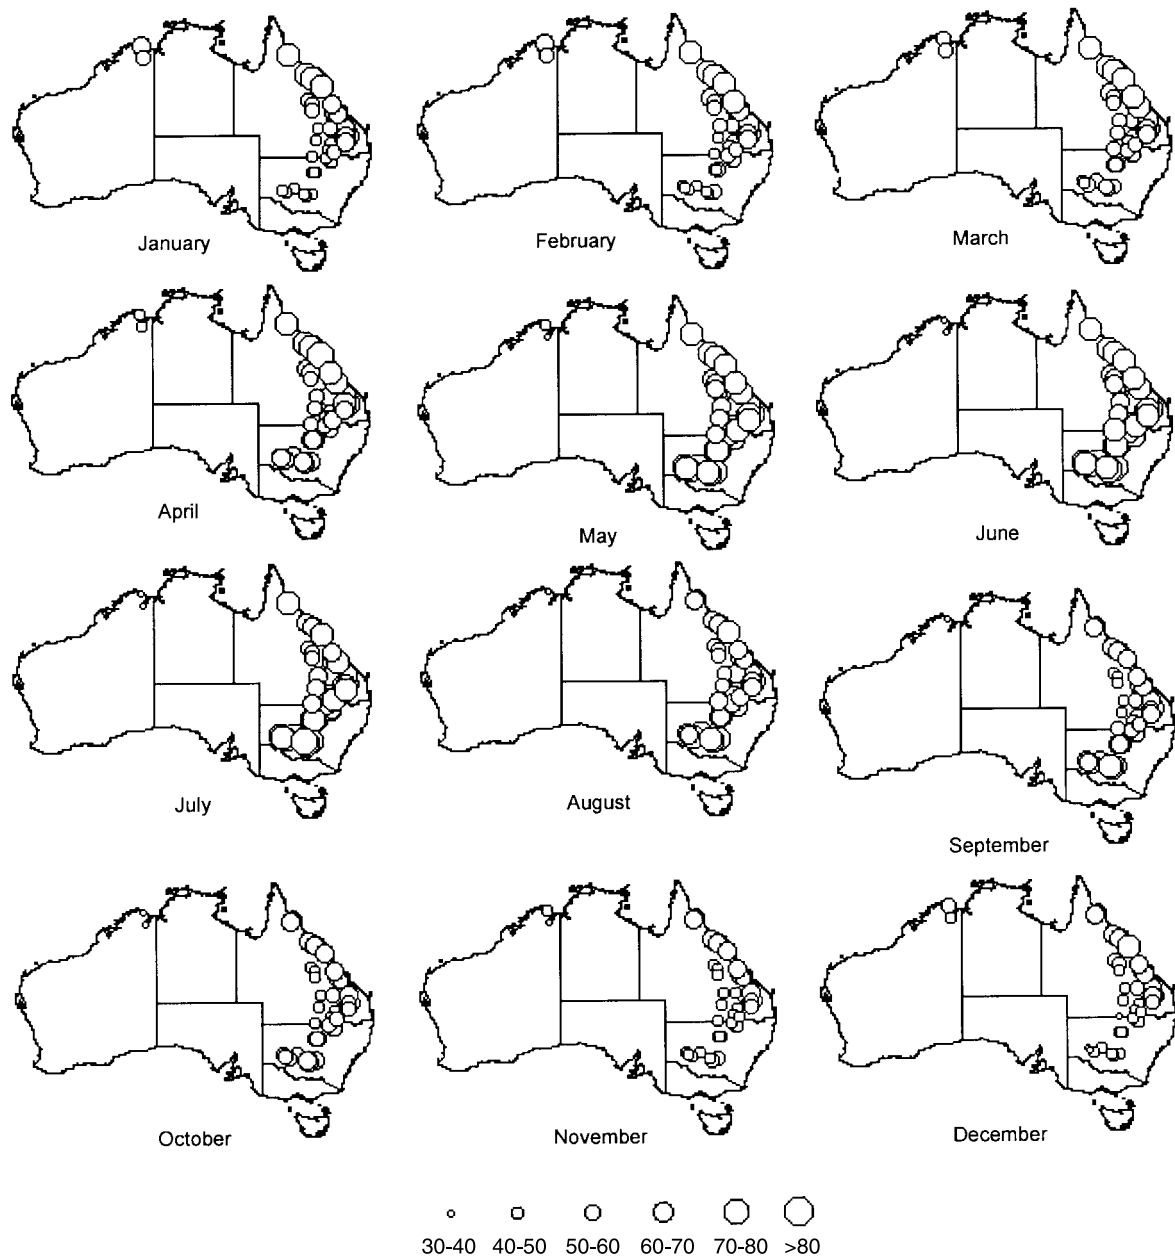 January
February
March
April
May
June
July
August
September
October
November
December
30-40 40-50 50-60 60-70 70-80 >80